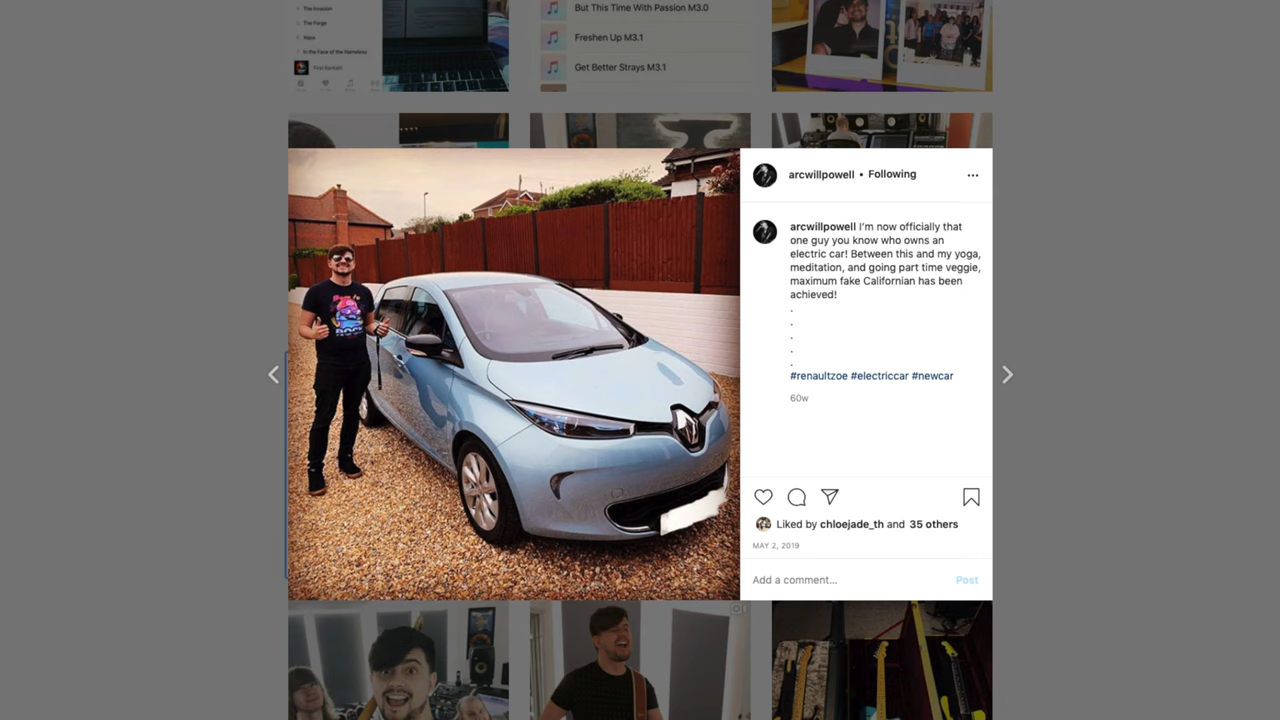 The Invasion
The Forge
Hope
In the Face of the Nameless
But This Time With Passion M3.0
Freshen Up M3.1
Get Better Strays M3.1
arcwillpowell • Following
arcwillpowell I'm now officially that
one guy you know who owns an
electric car! Between this and my yoga,
meditation, and going part time veggie,
maximum fake Californian has been
achieved!
.
.
.
.
.
#renaultzoe #electriccar #newcar
60w
ROCK
Liked by chloejade_th and 35 others
MAY 2, 2019
Add a comment... Post